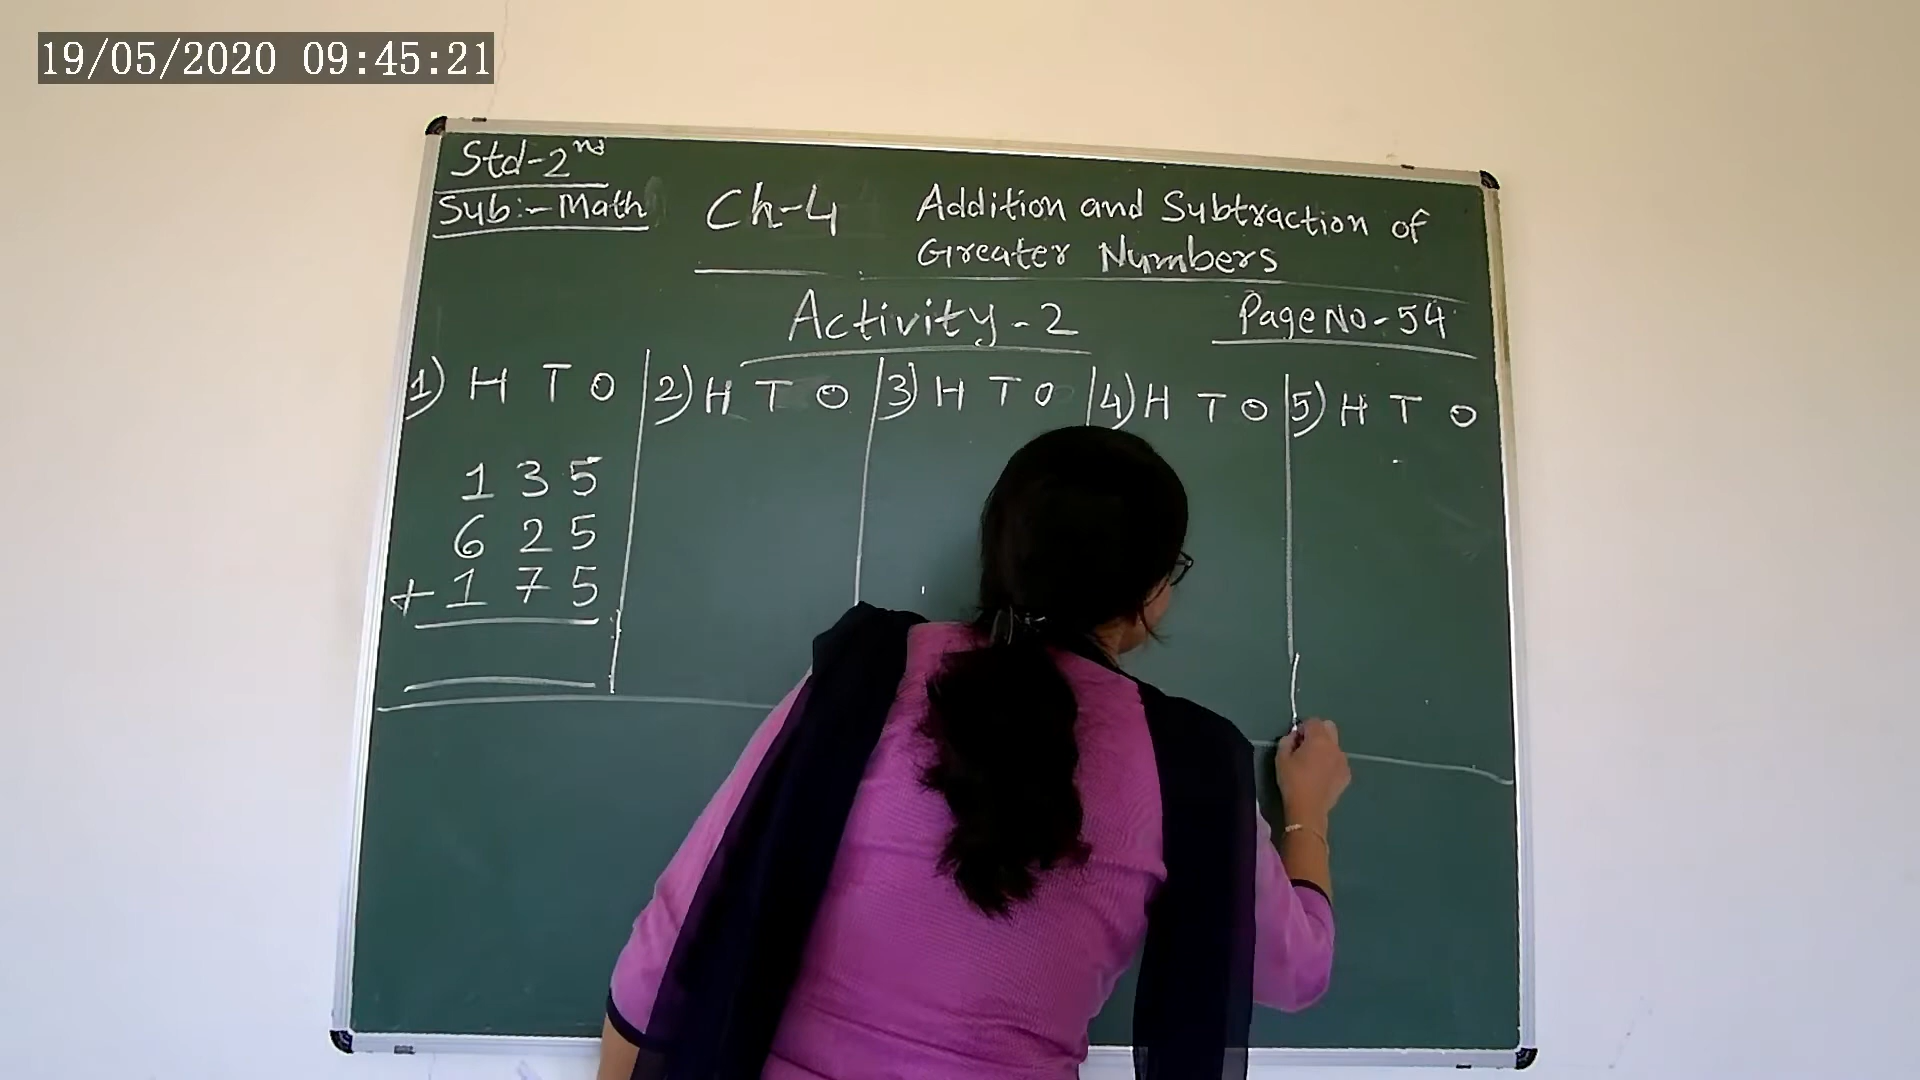 19/05/2020 09:45:21
Std-2nd
Sub:- Math
Ch-4 Addition and Subtraction of
Greater Numbers
Activity-2 Page No-54
1) H T O 2) H T O 3) H T O 4) H T O 5) H T O
1 3 5
6 2 5
+ 1 7 5